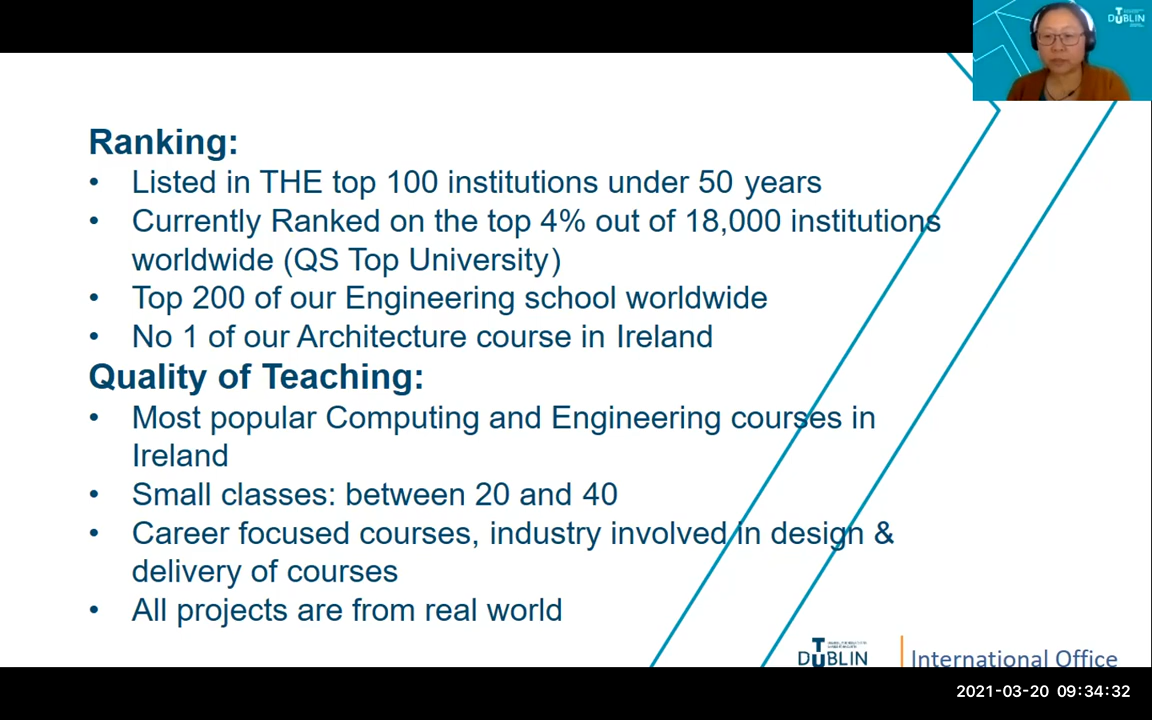 DUBLIN
Ranking:
• Listed in THE top 100 institutions under 50 years
• Currently Ranked on the top 4% out of 18,000 institutions
worldwide (QS Top University)
• Top 200 of our Engineering school worldwide
• No 1 of our Architecture course in Ireland
Quality of Teaching:
• Most popular Computing and Engineering courses in
Ireland
• Small classes: between 20 and 40
• Career focused courses, industry involved in design &
delivery of courses
• All projects are from real world
DUBLIN
International Office
2021-03-20 09:34:32